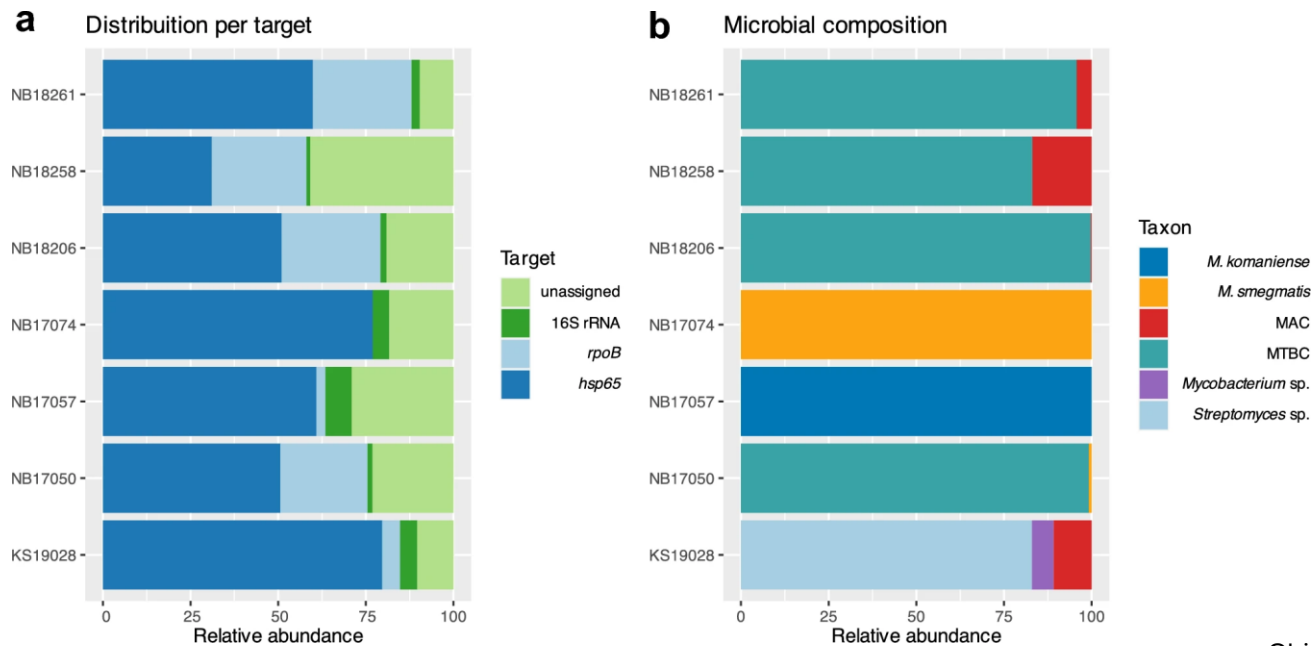 a
Distribuition per target
NB18261
NB18258
NB18206
NB17074
NB17057
NB17050
KS19028
0 25 50 75 100
Relative abundance
Target
unassigned
16S rRNA
rpoB
hsp65
b
Microbial composition
NB18261
NB18258
NB18206
NB17074
NB17057
NB17050
KS19028
0 25 50 75 100
Relative abundance
Taxon
M. komaniense
M. smegmatis
MAC
MTBC
Mycobacterium sp.
Streptomyces sp.